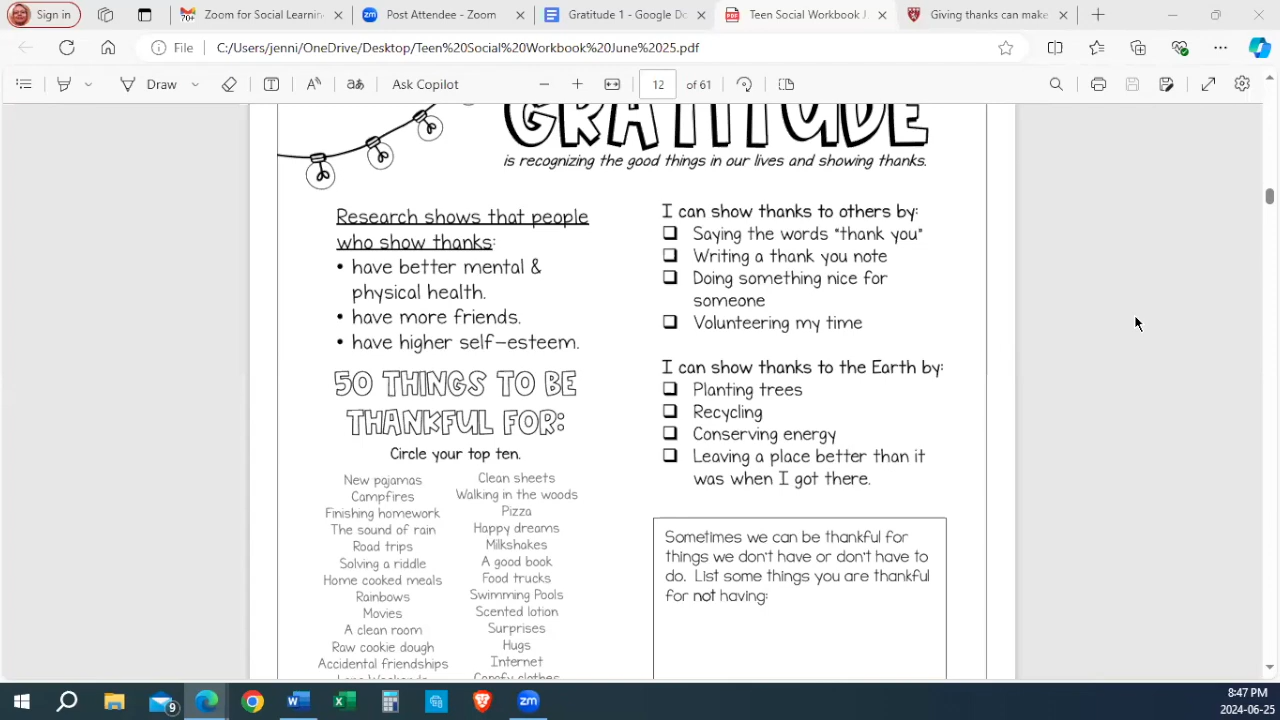 Sign in
Zoom for Social Learnin
Post Attendee - Zoom
Gratitude 1 - Google Do
Teen Social Workbook J
Giving thanks can make
File
C:/Users/jenni/OneDrive/Desktop/Teen%20Social%20Workbook%20June%202025.pdf
Draw
Ask Copilot
12
of 61
GRATITUDE
is recognizing the good things in our lives and showing thanks.
Research shows that people
who show thanks:
• have better mental &
physical health.
• have more friends.
• have higher self-esteem.
50 THINGS TO BE
THANKFUL FOR:
Circle your top ten.
New pajamas
Campfires
Finishing homework
The sound of rain
Road trips
Solving a riddle
Home cooked meals
Rainbows
Movies
A clean room
Raw cookie dough
Accidental friendships
Long Weekends
Clean sheets
Walking in the woods
Pizza
Happy dreams
Milkshakes
A good book
Food trucks
Swimming Pools
Scented lotion
Surprises
Hugs
Internet
Comfy clothes
I can show thanks to others by:
Saying the words "thank you"
Writing a thank you note
Doing something nice for
someone
Volunteering my time
I can show thanks to the Earth by:
Planting trees
Recycling
Conserving energy
Leaving a place better than it
was when I got there.
Sometimes we can be thankful for
things we don't have or don't have to
do. List some things you are thankful
for not having:
9
8:47 PM
2024-06-25